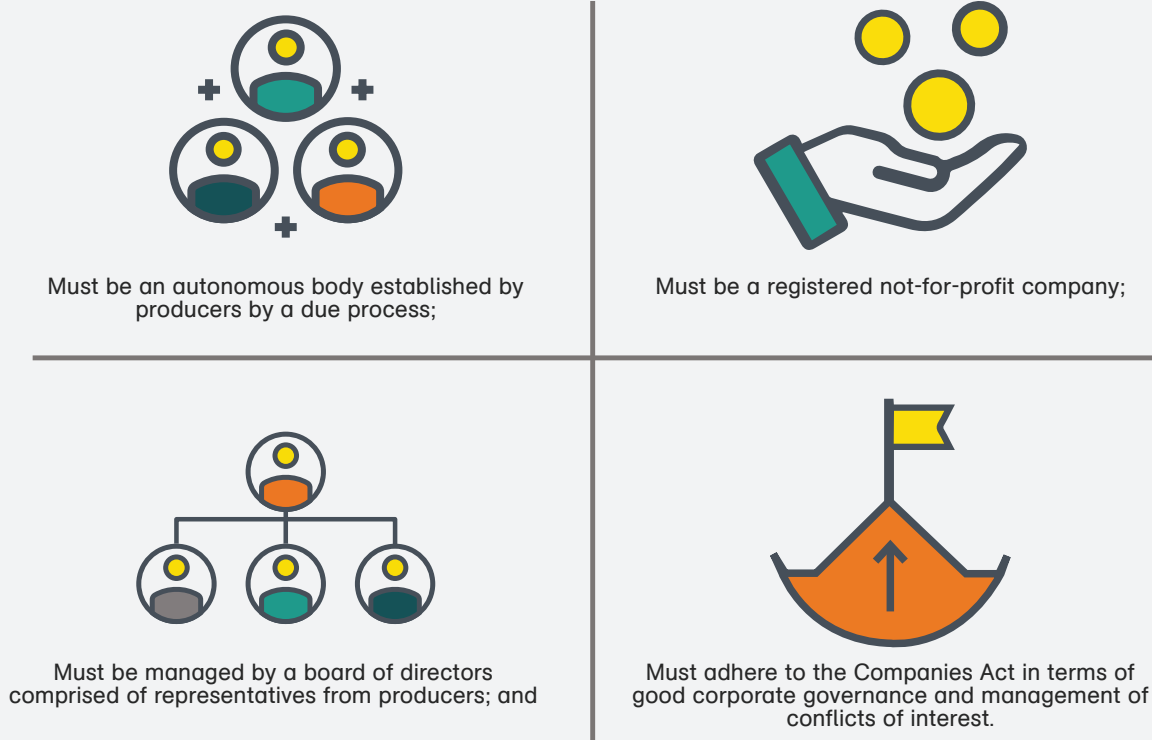 Must be an autonomous body established by
producers by a due process;
Must be a registered not-for-profit company;
Must be managed by a board of directors
comprised of representatives from producers; and
Must adhere to the Companies Act in terms of
good corporate governance and management of
conflicts of interest.